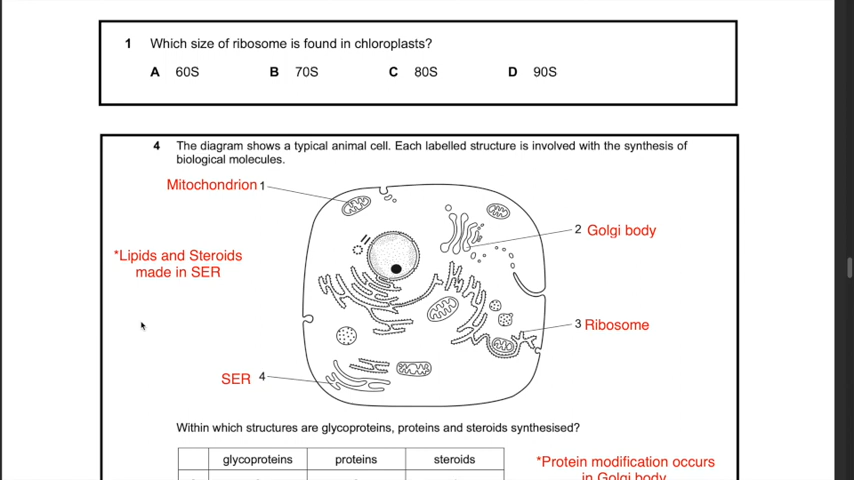 1 Which size of ribosome is found in chloroplasts?
A 60S B 70S C 80S D 90S
4 The diagram shows a typical animal cell. Each labelled structure is involved with the synthesis of
biological molecules.
Mitochondrion 1
2 Golgi body
*Lipids and Steroids
made in SER
3 Ribosome
SER 4
Within which structures are glycoproteins, proteins and steroids synthesised?
glycoproteins proteins steroids
*Protein modification occurs
in Golgi body